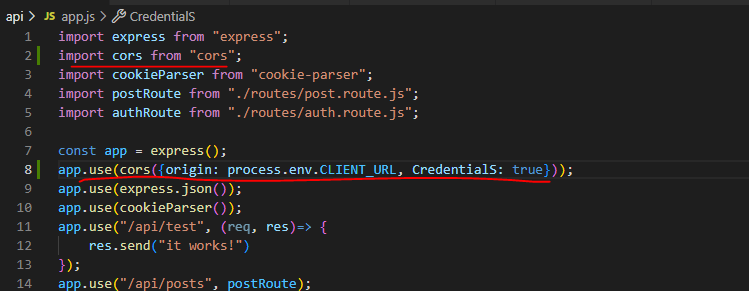 api > JS app.js > CredentialS
1 import express from "express";
2 import cors from "cors";
3 import cookieParser from "cookie-parser";
4 import postRoute from "./routes/post.route.js";
5 import authRoute from "./routes/auth.route.js";
6
7 const app = express();
8 app.use(cors({origin: process.env.CLIENT_URL, CredentialS: true}));
9 app.use(express.json());
10 app.use(cookieParser());
11 app.use("/api/test", (req, res)=> {
12 res.send("it works!")
13 });
14 app.use("/api/posts", postRoute);